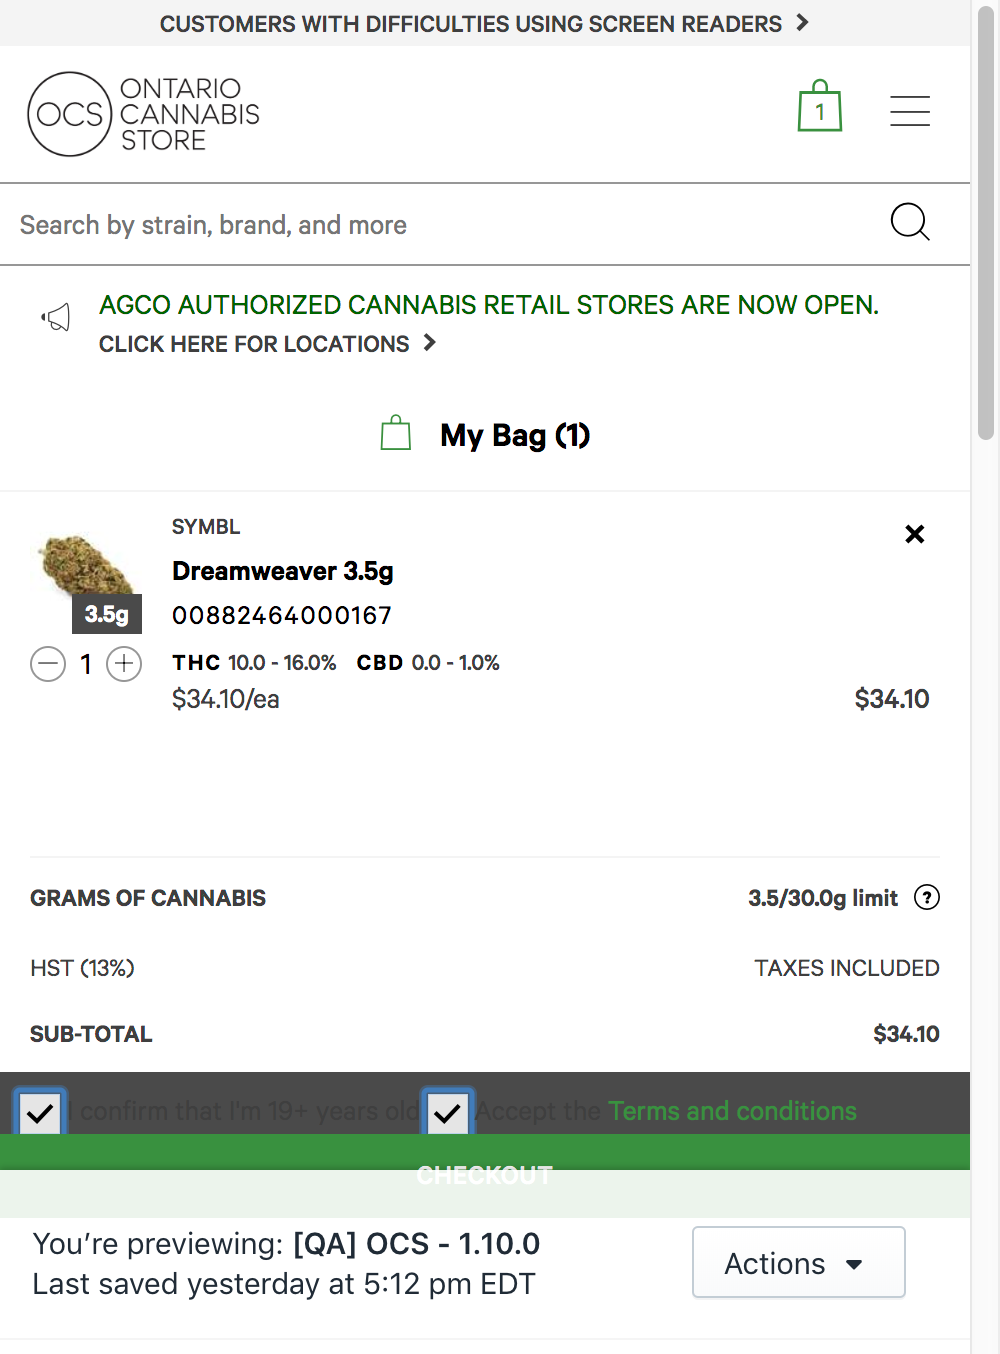 CUSTOMERS WITH DIFFICULTIES USING SCREEN READERS
OCS
ONTARIO
CANNABIS
STORE
1
Search by strain, brand, and more
AGCO AUTHORIZED CANNABIS RETAIL STORES ARE NOW OPEN.
CLICK HERE FOR LOCATIONS
My Bag (1)
SYMBL
Dreamweaver 3.5g
3.5g
00882464000167
1
THC 10.0 - 16.0% CBD 0.0 - 1.0%
$34.10/ea $34.10
GRAMS OF CANNABIS 3.5/30.0g limit ?
HST (13%) TAXES INCLUDED
SUB-TOTAL $34.10
I confirm that I'm 19+ years old Accept the Terms and conditions
CHECKOUT
You're previewing: [QA] OCS - 1.10.0
Last saved yesterday at 5:12 pm EDT
Actions